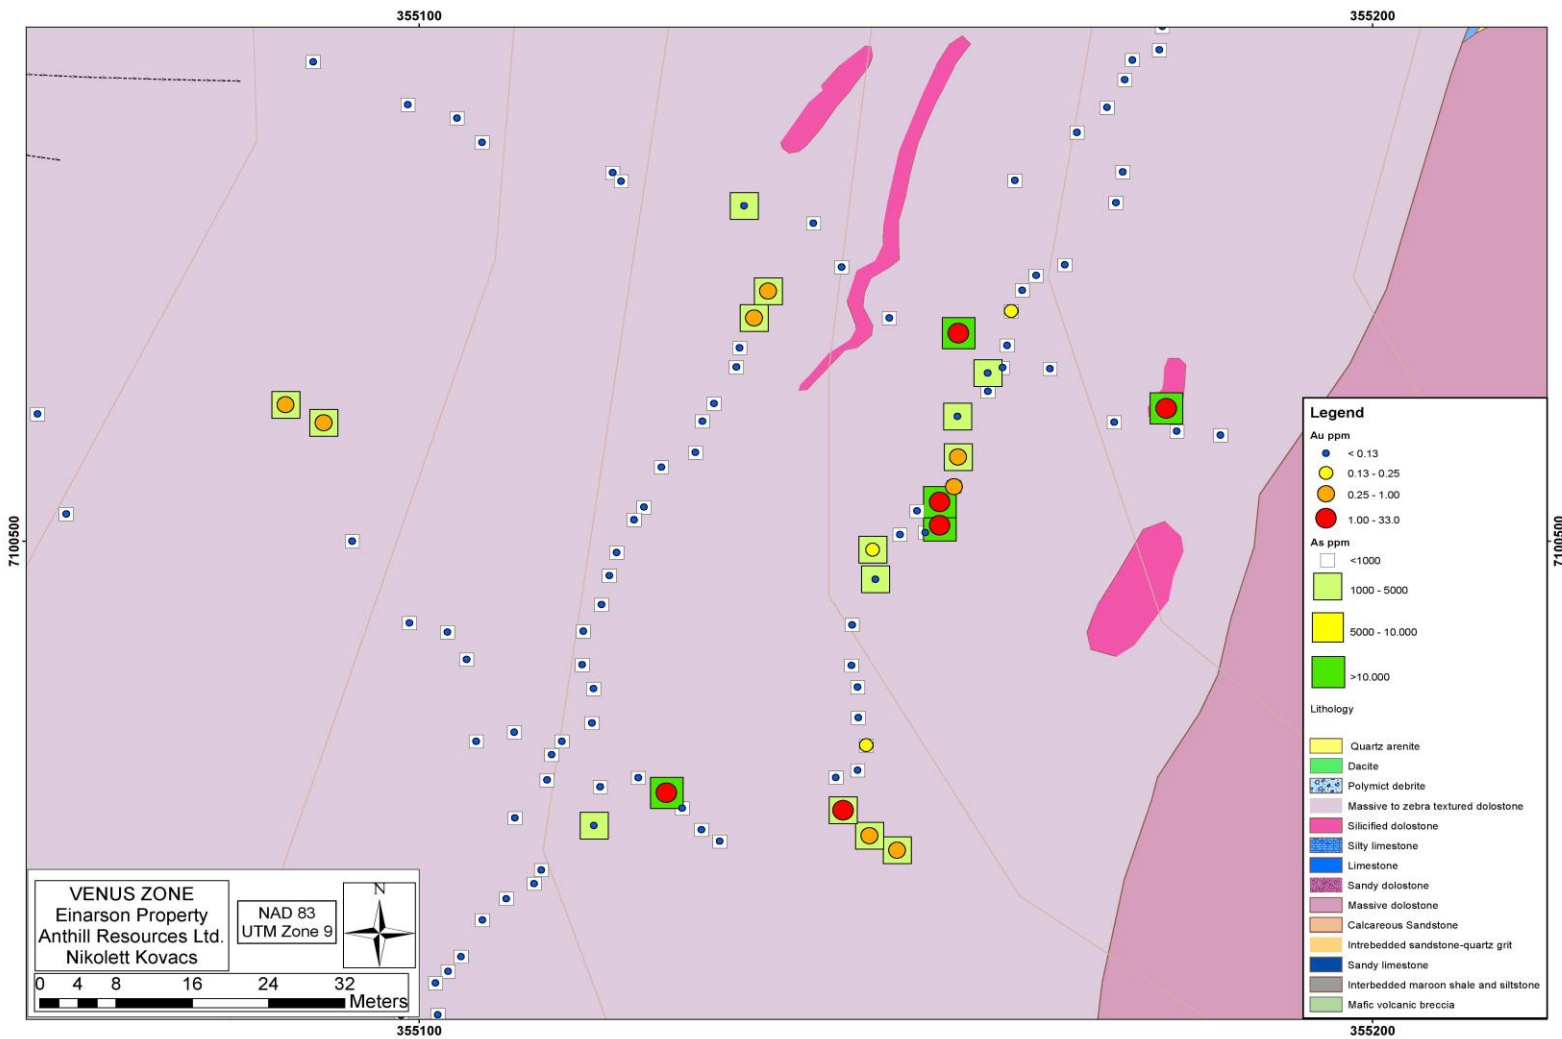 355100
355200
7100500
7100500
Legend
Au ppm
< 0.13
0.13 - 0.25
0.25 - 1.00
1.00 - 33.0
As ppm
<1000
1000 - 5000
5000 - 10.000
>10.000
Lithology
Quartz arenite
Dacite
Polymict debrite
Massive to zebra textured dolostone
Silicified dolostone
Silty limestone
Limestone
Sandy dolostone
Massive dolostone
Calcareous Sandstone
Intrebedded sandstone-quartz grit
Sandy limestone
Interbedded maroon shale and siltstone
Mafic volcanic breccia
VENUS ZONE
Einarson Property
Anthill Resources Ltd.
Nikolett Kovacs
NAD 83
UTM Zone 9
N
0 4 8 16 24 32
Meters
355100
355200